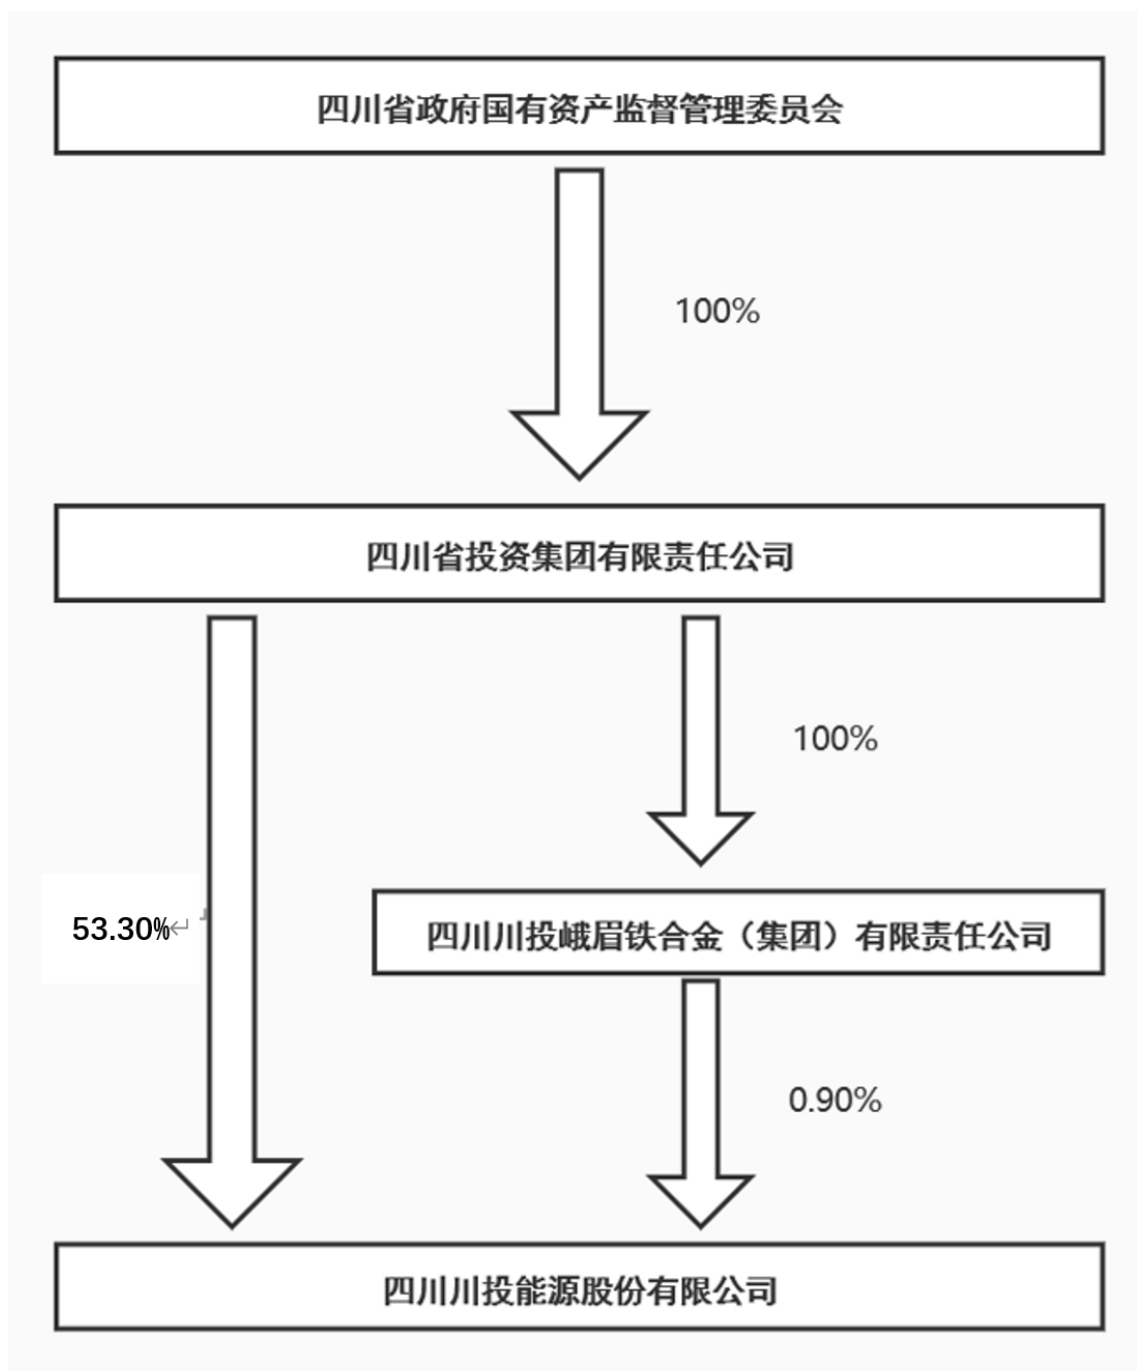 四川省政府国有资产监督管理委员会
100%
四川省投资集团有限责任公司
100%
53.30%
四川川投峨眉铁合金（集团）有限责任公司
0.90%
四川川投能源股份有限公司